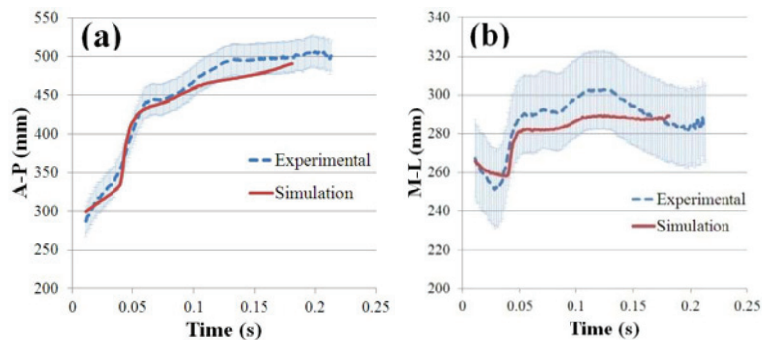 (a)
A-P (mm)
550
500
450
400
350
300
250
200
Experimental
Simulation
0
0.05
0.1
0.15
0.2
0.25
Time (s)
(b)
M-L (mm)
340
320
300
280
260
240
220
200
Experimental
Simulation
0
0.05
0.1
0.15
0.2
0.25
Time (s)